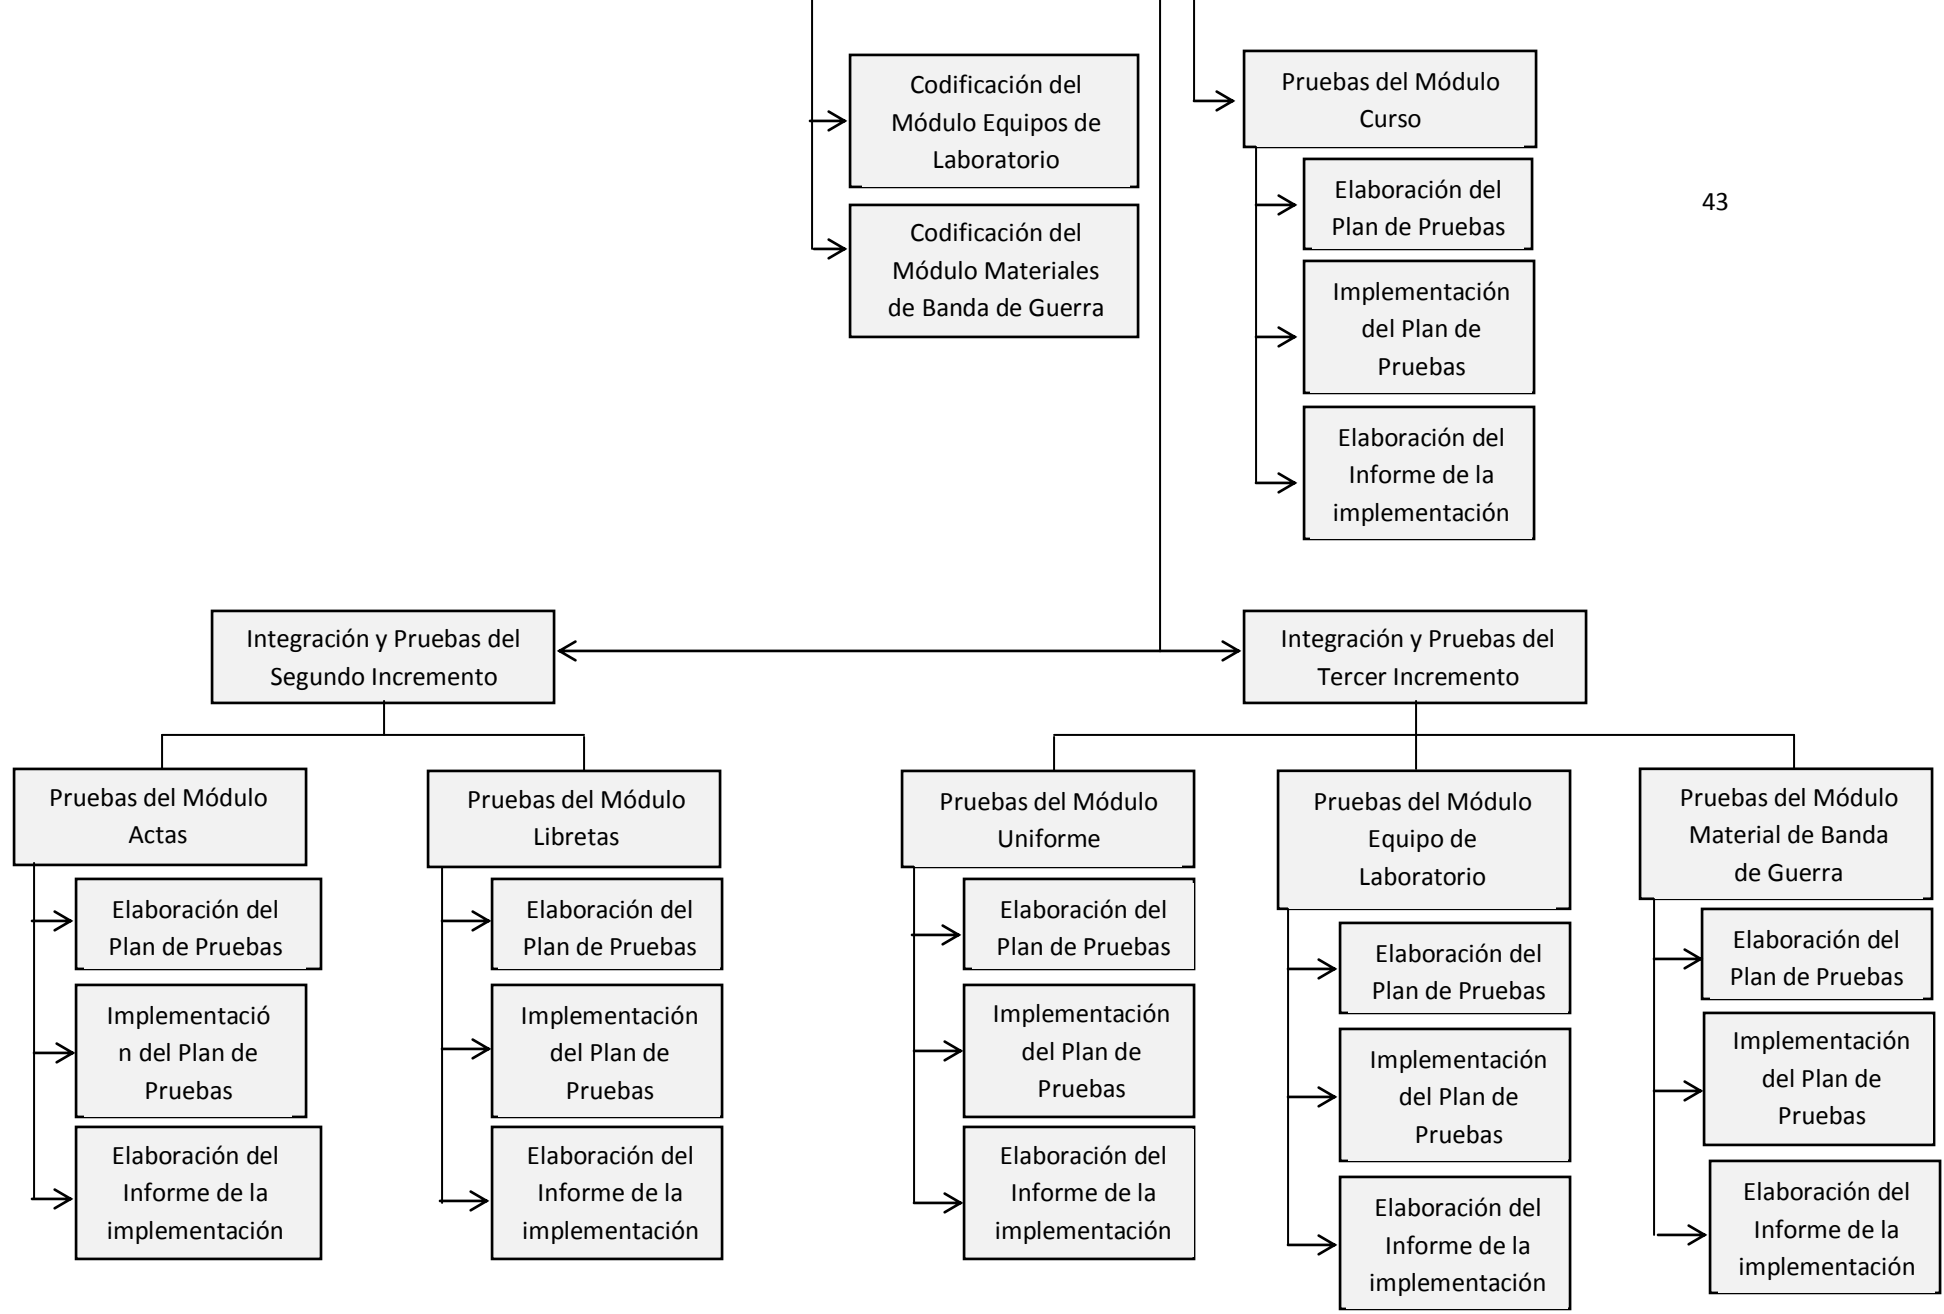 Codificación del
Módulo Equipos de
Laboratorio
Codificación del
Módulo Materiales
de Banda de Guerra
Pruebas del Módulo
Curso
Elaboración del
Plan de Pruebas
Implementación
del Plan de
Pruebas
Elaboración del
Informe de la
implementación
43
Integración y Pruebas del
Segundo Incremento
Integración y Pruebas del
Tercer Incremento
Pruebas del Módulo
Actas
Elaboración del
Plan de Pruebas
Implementació
n del Plan de
Pruebas
Elaboración del
Informe de la
implementación
Pruebas del Módulo
Libretas
Elaboración del
Plan de Pruebas
Implementación
del Plan de
Pruebas
Elaboración del
Informe de la
implementación
Pruebas del Módulo
Uniforme
Elaboración del
Plan de Pruebas
Implementación
del Plan de
Pruebas
Elaboración del
Informe de la
implementación
Pruebas del Módulo
Equipo de
Laboratorio
Elaboración del
Plan de Pruebas
Implementación
del Plan de
Pruebas
Elaboración del
Informe de la
implementación
Pruebas del Módulo
Material de Banda
de Guerra
Elaboración del
Plan de Pruebas
Implementación
del Plan de
Pruebas
Elaboración del
Informe de la
implementación